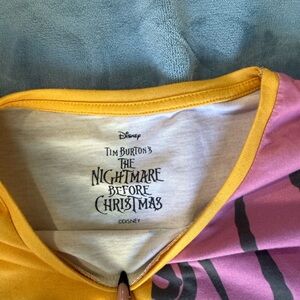 Disney
TIM BURTON'S
THE
NIGHTMARE
BEFORE
CHRISTMAS
©DISNEY